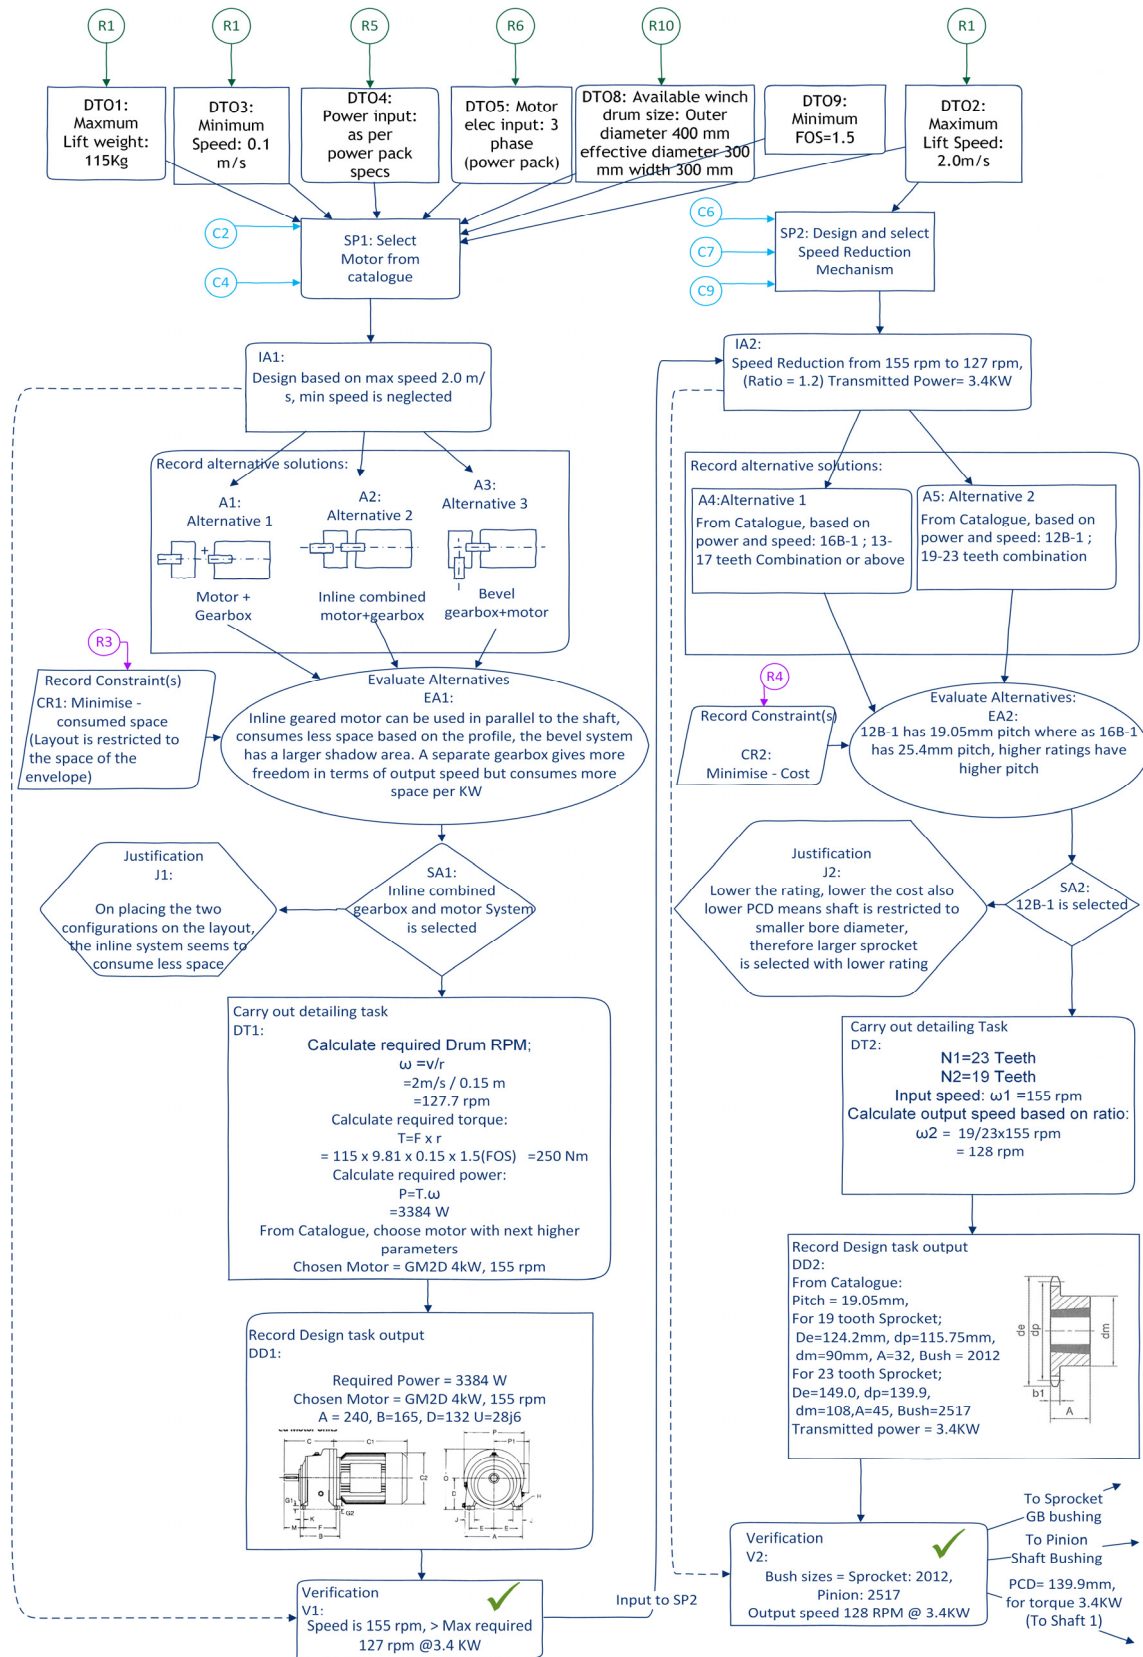 R1
R1
R5
R6
R10
R1
DTO1:
Maxmum
Lift weight:
115Kg
DTO3:
Minimum
Speed: 0.1
m/s
DTO4:
Power input:
as per
power pack
specs
DTO5: Motor
elec input: 3
phase
(power pack)
DTO8: Available winch
drum size: Outer
diameter 400 mm
effective diameter 300
mm width 300 mm
DTO9:
Minimum
FOS=1.5
DTO2:
Maximum
Lift Speed:
2.0m/s
C2
C4
SP1: Select
Motor from
catalogue
C6
C7
C9
SP2: Design and select
Speed Reduction
Mechanism
IA1:
Design based on max speed 2.0 m/
s, min speed is neglected
IA2:
Speed Reduction from 155 rpm to 127 rpm,
(Ratio = 1.2) Transmitted Power= 3.4KW
Record alternative solutions:
A1:
Alternative 1
Motor +
Gearbox
A2:
Alternative 2
Inline combined
motor+gearbox
A3:
Alternative 3
Bevel
gearbox+motor
Record alternative solutions:
A4:Alternative 1
From Catalogue, based on
power and speed: 16B-1 ; 13-
17 teeth Combination or above
A5: Alternative 2
From Catalogue, based on
power and speed: 12B-1 ;
19-23 teeth combination
R3
Record Constraint(s)
CR1: Minimise -
consumed space
(Layout is restricted to
the space of the
envelope)
Evaluate Alternatives
EA1:
Inline geared motor can be used in parallel to the shaft,
consumes less space based on the profile, the bevel system
has a larger shadow area. A separate gearbox gives more
freedom in terms of output speed but consumes more
space per KW
R4
Record Constraint(s)
CR2:
Minimise - Cost
Evaluate Alternatives:
EA2:
12B-1 has 19.05mm pitch where as 16B-1
has 25.4mm pitch, higher ratings have
higher pitch
Justification
J1:
On placing the two
configurations on the layout,
the inline system seems to
consume less space
SA1:
Inline combined
gearbox and motor System
is selected
Justification
J2:
Lower the rating, lower the cost also
lower PCD means shaft is restricted to
smaller bore diameter,
therefore larger sprocket
is selected with lower rating
SA2:
12B-1 is selected
Carry out detailing task
DT1:
Calculate required Drum RPM;
ω =v/r
=2m/s / 0.15 m
=127.7 rpm
Calculate required torque:
T=F x r
= 115 x 9.81 x 0.15 x 1.5(FOS) =250 Nm
Calculate required power:
P=T.ω
=3384 W
From Catalogue, choose motor with next higher
parameters
Chosen Motor = GM2D 4kW, 155 rpm
Carry out detailing Task
DT2:
N1=23 Teeth
N2=19 Teeth
Input speed: ω1 =155 rpm
Calculate output speed based on ratio:
ω2 = 19/23x155 rpm
= 128 rpm
Record Design task output
DD1:
Required Power = 3384 W
Chosen Motor = GM2D 4kW, 155 rpm
A = 240, B=165, D=132 U=28j6
C
C1
C2
G1
T
K
M
F
B
G2
P
P1
O
D
H
J
J
E
E
A
Record Design task output
DD2:
From Catalogue:
Pitch = 19.05mm,
For 19 tooth Sprocket;
De=124.2mm, dp=115.75mm,
dm=90mm, A=32, Bush = 2012
For 23 tooth Sprocket;
De=149.0, dp=139.9,
dm=108,A=45, Bush=2517
Transmitted power = 3.4KW
de
dp
dm
b1
A
Verification
V1:
Speed is 155 rpm, > Max required
127 rpm @3.4 KW
Input to SP2
Verification
V2:
Bush sizes = Sprocket: 2012,
Pinion: 2517
Output speed 128 RPM @ 3.4KW
To Sprocket
GB bushing
To Pinion
Shaft Bushing
PCD= 139.9mm,
for torque 3.4KW
(To Shaft 1)